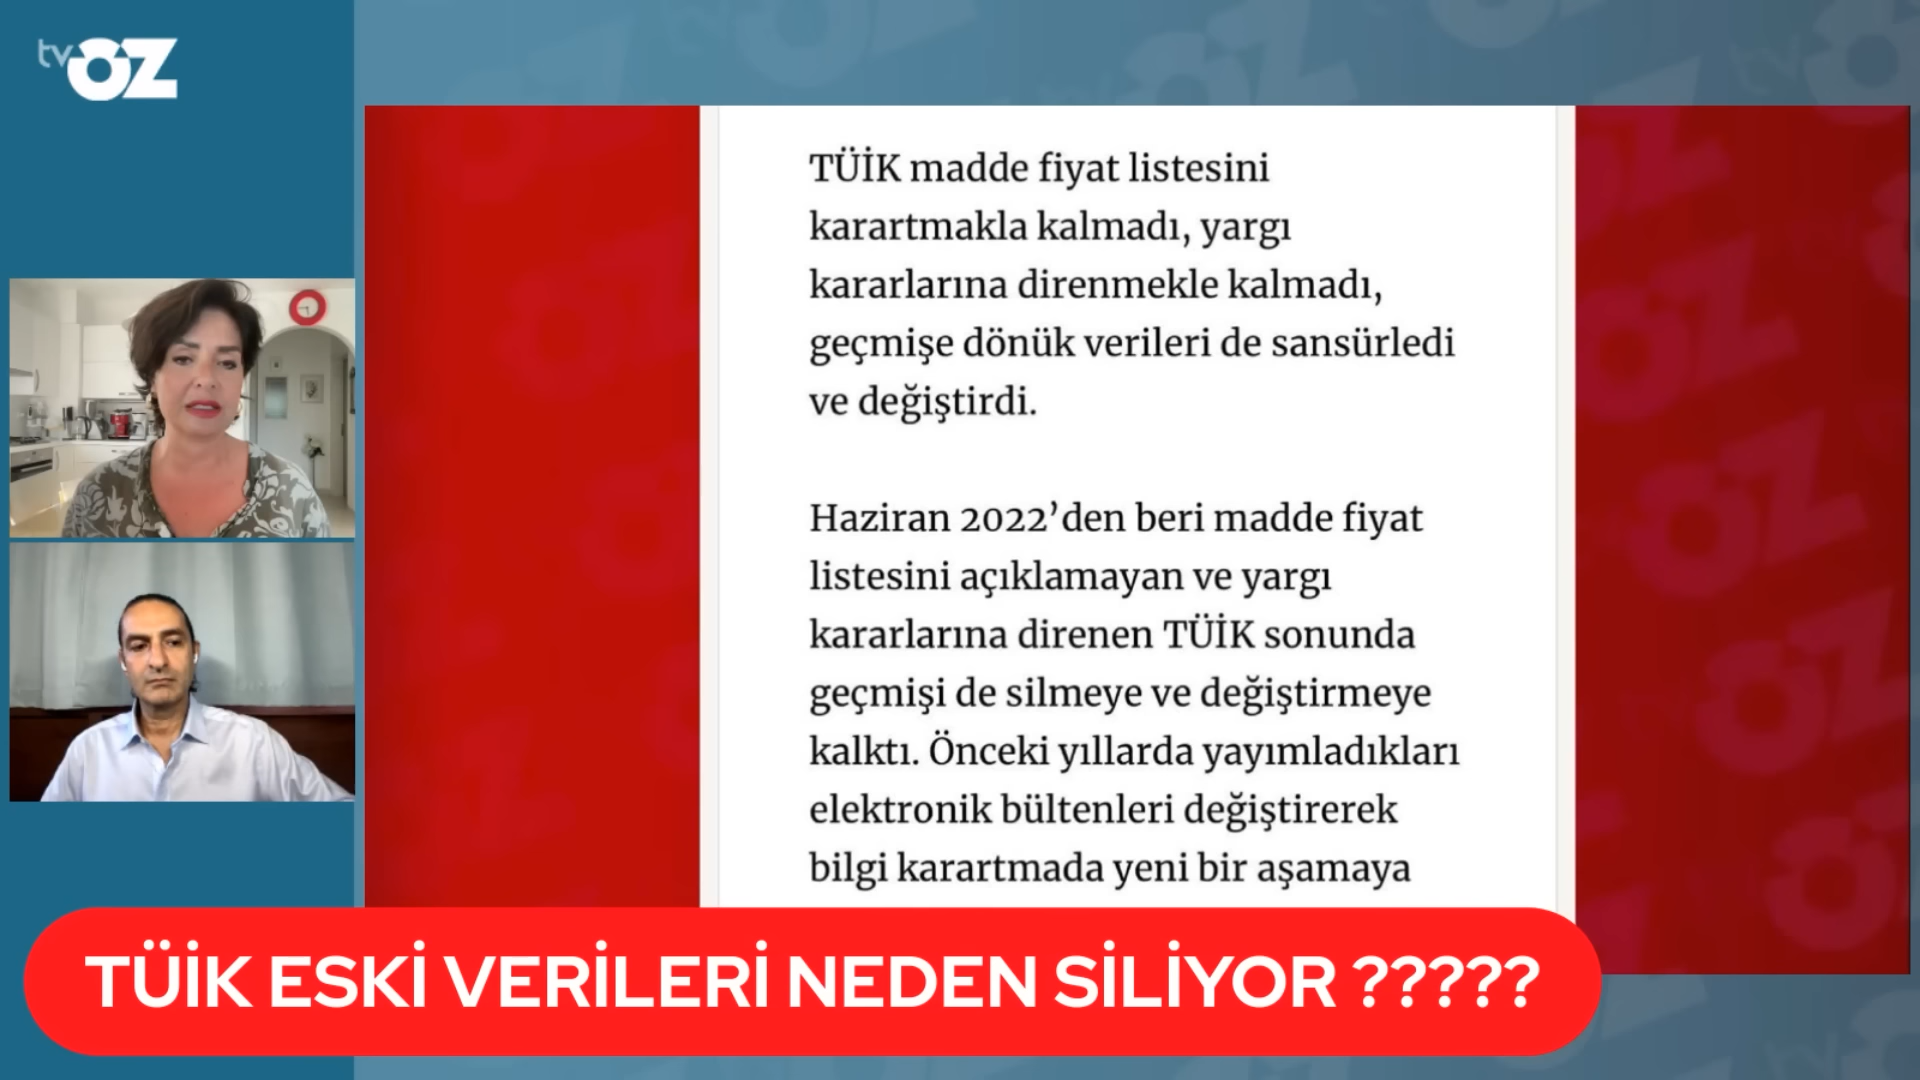 tv ÖZ
TÜİK madde fiyat listesini
karartmakla kalmadı, yargı
kararlarına direnmekle kalmadı,
geçmişe dönük verileri de sansürledi
ve değiştirdi.
Haziran 2022’den beri madde fiyat
listesini açıklamayan ve yargı
kararlarına direnen TÜİK sonunda
geçmişi de silmeye ve değiştirmeye
kalktı. Önceki yıllarda yayımladıkları
elektronik bültenleri değiştirerek
bilgi karartmada yeni bir aşamaya
TÜİK ESKİ VERİLERİ NEDEN SİLİYOR ?????